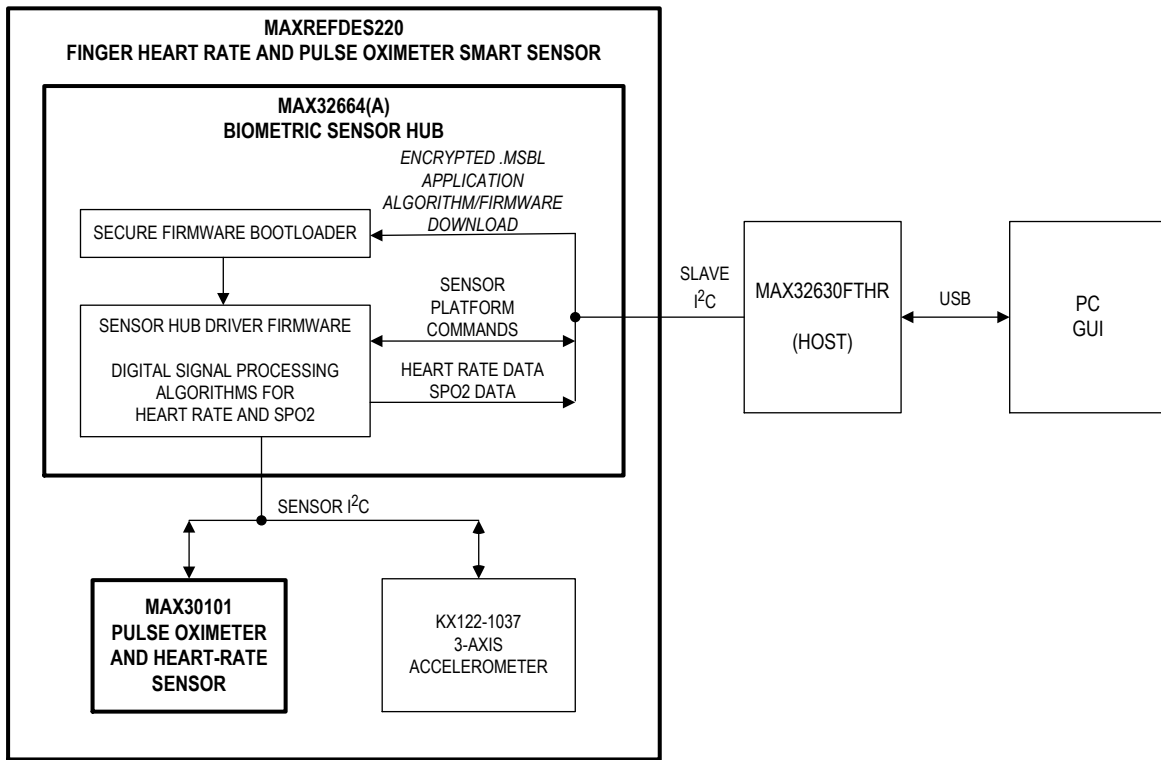 MAXREFDES220
FINGER HEART RATE AND PULSE OXIMETER SMART SENSOR
MAX32664(A)
BIOMETRIC SENSOR HUB
ENCRYPTED .MSBL
APPLICATION
ALGORITHM/FIRMWARE
DOWNLOAD
SECURE FIRMWARE BOOTLOADER
SENSOR
PLATFORM
COMMANDS
SENSOR HUB DRIVER FIRMWARE
DIGITAL SIGNAL PROCESSING
ALGORITHMS FOR
HEART RATE AND SPO2
HEART RATE DATA
SPO2 DATA
SLAVE
I²C
MAX32630FTHR
(HOST)
USB
PC
GUI
SENSOR I²C
MAX30101
PULSE OXIMETER
AND HEART-RATE
SENSOR
KX122-1037
3-AXIS
ACCELEROMETER